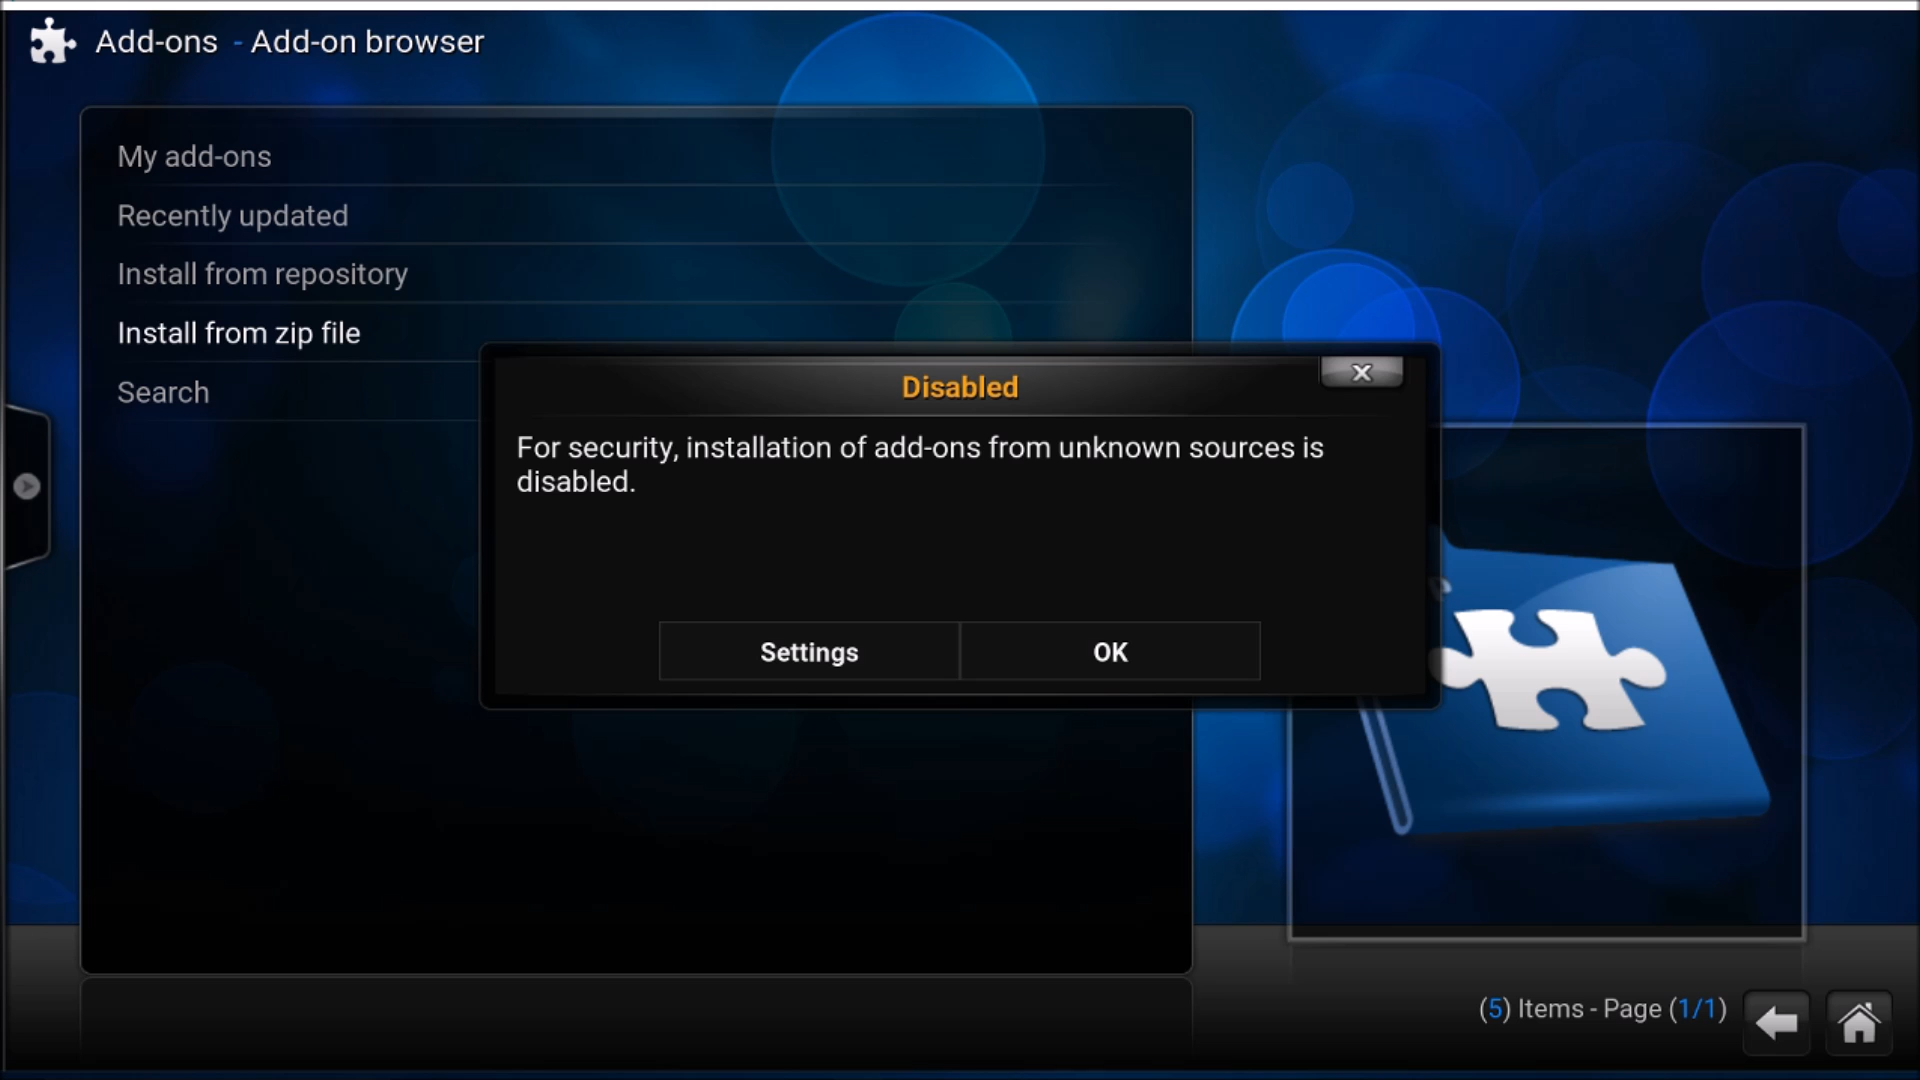 Add-ons - Add-on browser
My add-ons
Recently updated
Install from repository
Install from zip file
Search
Disabled
x
For security, installation of add-ons from unknown sources is
disabled.
Settings OK
(5) Items - Page (1/1)